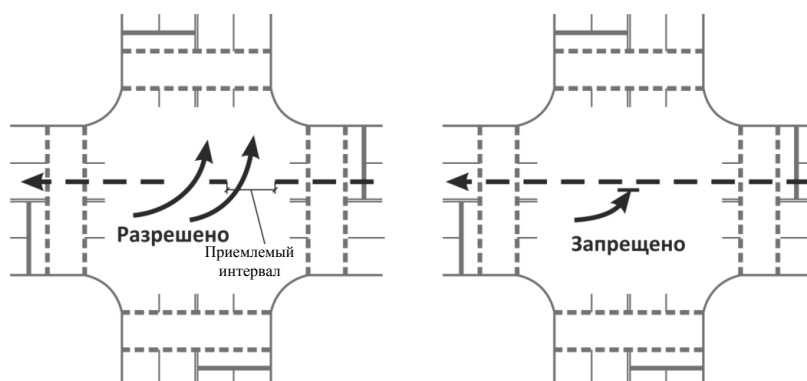 Разрешено
Приемлемый
интервал
Запрещено